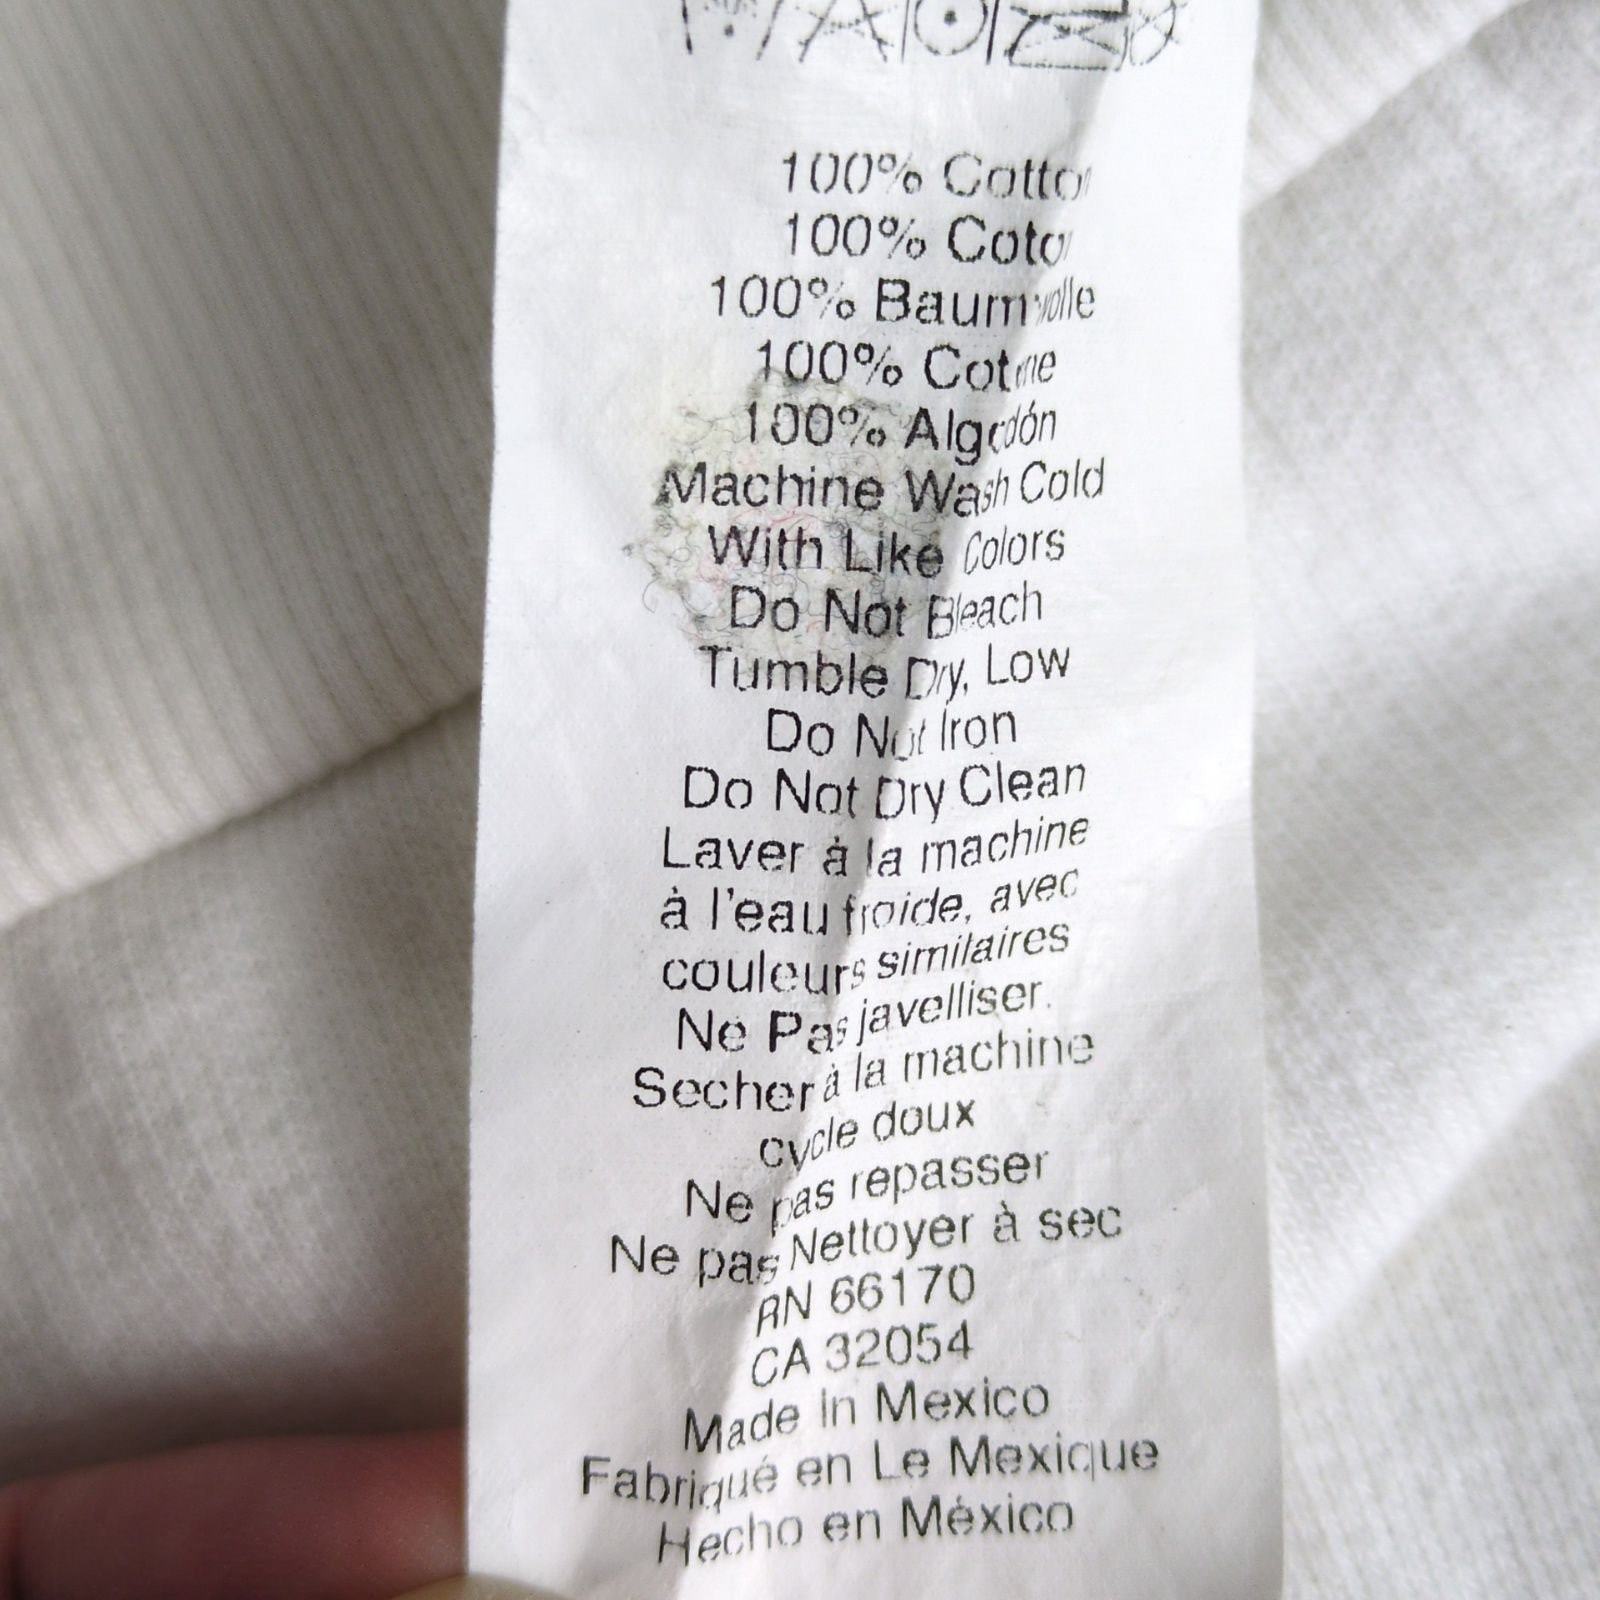 100% Cotton
100% Coton
100% Baumwolle
100% Cotone
100% Algodón
Machine Wash Cold
With Like Colors
Do Not Bleach
Tumble Dry, Low
Do Not Iron
Do Not Dry Clean
Laver à la machine
à l'eau froide, avec
couleurs similaires
Ne Pas javelliser.
Secher à la machine
cycle doux
Ne pas repasser
Ne pas Nettoyer à sec
RN 66170
CA 32054
Made in Mexico
Fabriqué en Le Mexique
Hecho en México